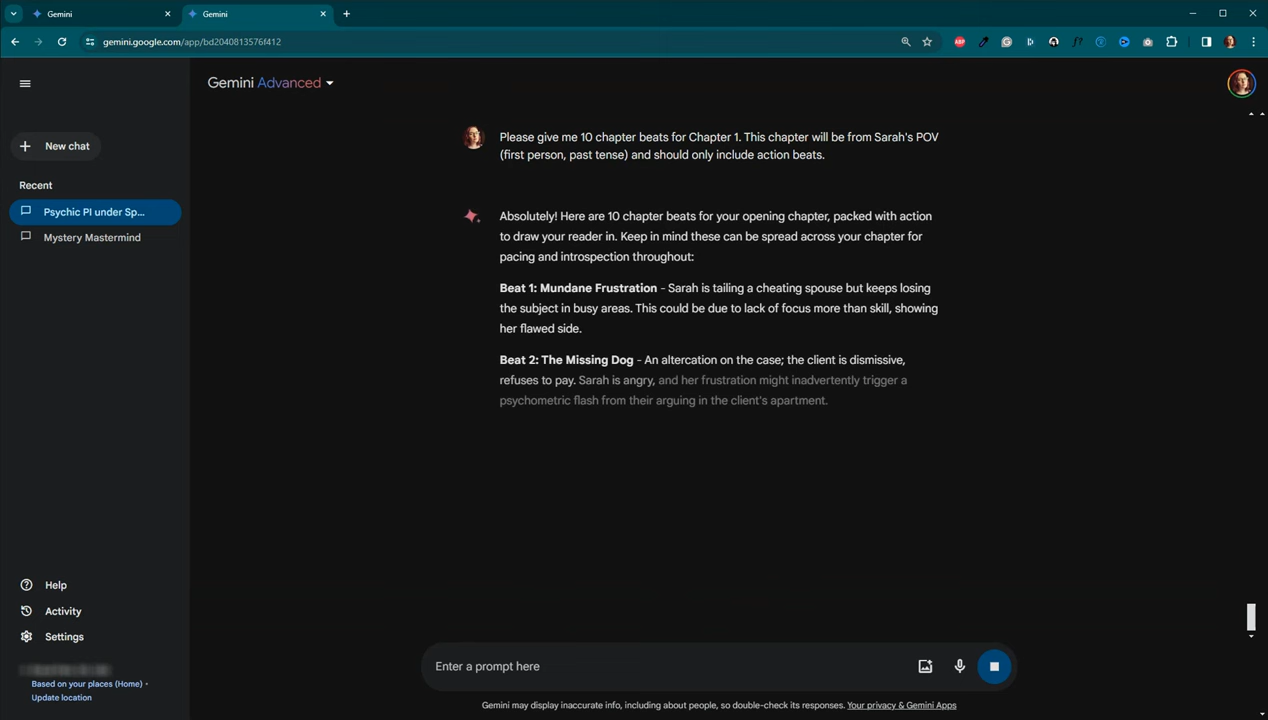 Gemini
Gemini
gemini.google.com/app/bd2040813576f412
Gemini Advanced
New chat
Recent
Psychic PI under Sp...
Mystery Mastermind
Please give me 10 chapter beats for Chapter 1. This chapter will be from Sarah's POV
(first person, past tense) and should only include action beats.
Absolutely! Here are 10 chapter beats for your opening chapter, packed with action
to draw your reader in. Keep in mind these can be spread across your chapter for
pacing and introspection throughout:
Beat 1: Mundane Frustration - Sarah is tailing a cheating spouse but keeps losing
the subject in busy areas. This could be due to lack of focus more than skill, showing
her flawed side.
Beat 2: The Missing Dog - An altercation on the case; the client is dismissive,
refuses to pay. Sarah is angry, and her frustration might inadvertently trigger a
psychometric flash from their arguing in the client's apartment.
Help
Activity
Settings
Based on your places (Home) •
Update location
Enter a prompt here
Gemini may display inaccurate info, including about people, so double-check its responses. Your privacy & Gemini Apps